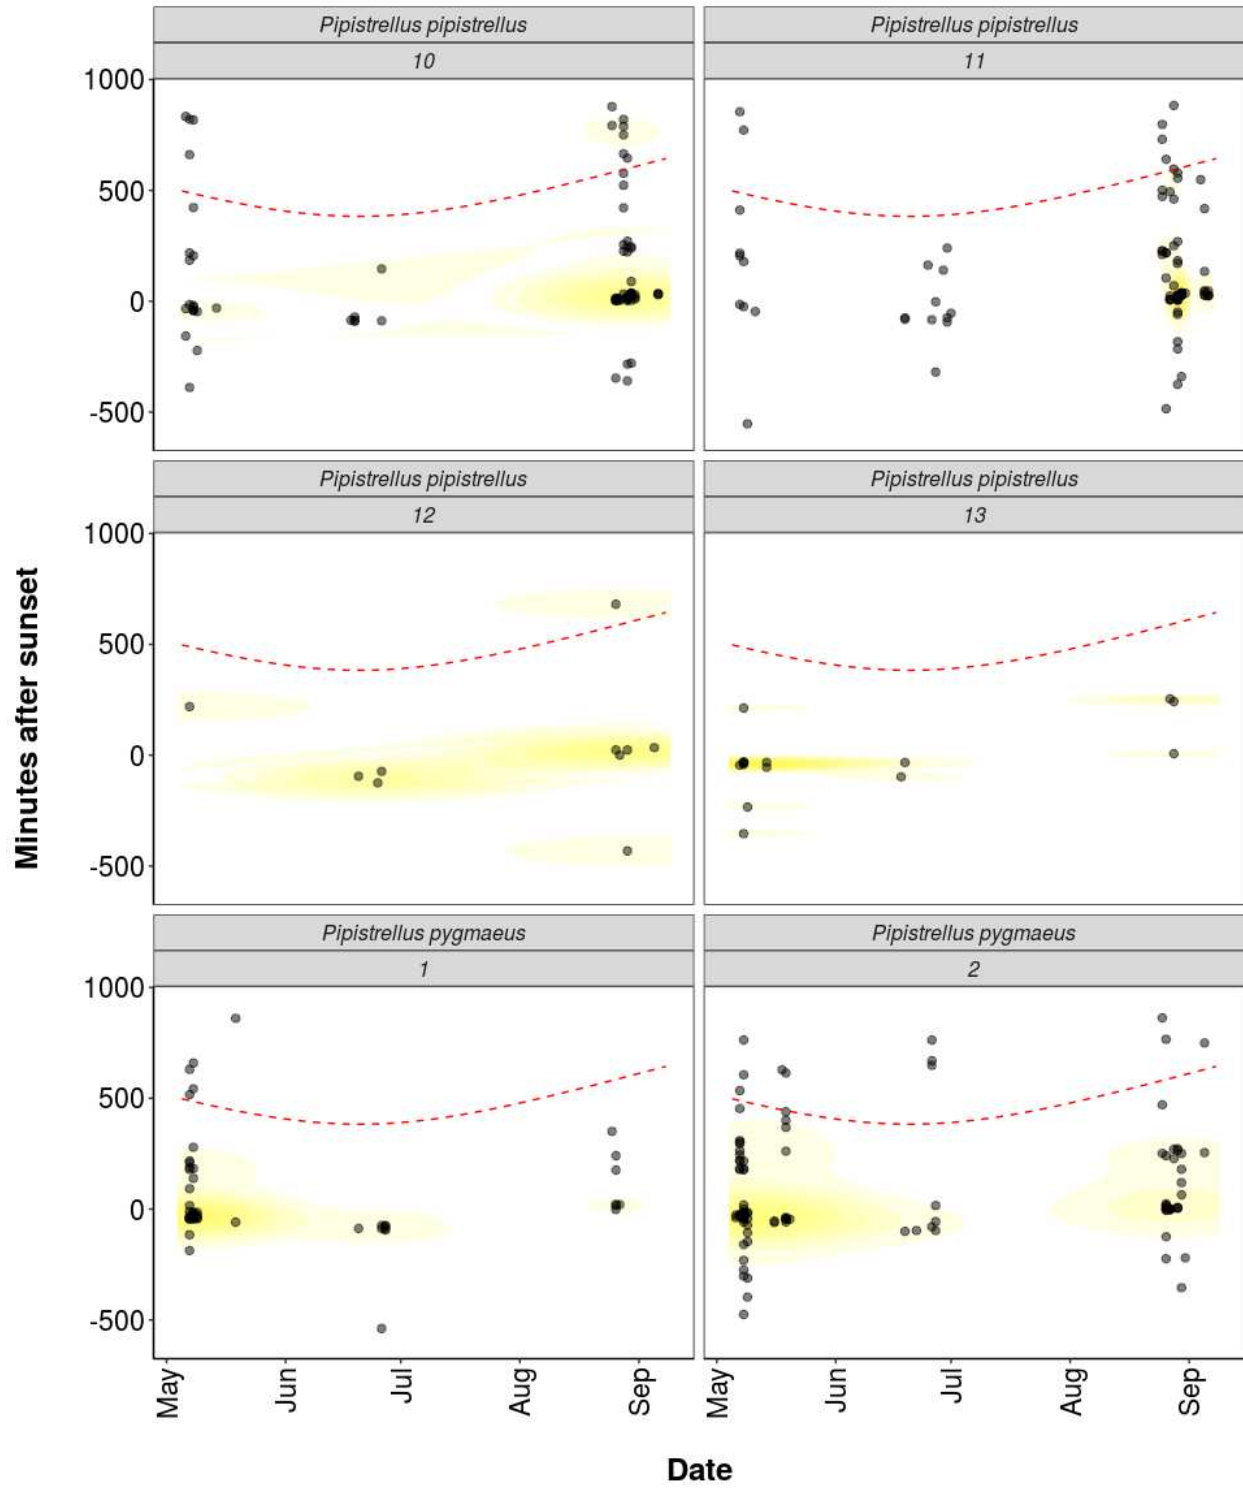 Pipistrellus pipistrellus
Pipistrellus pipistrellus
10
11
1000
500
0
-500
Pipistrellus pipistrellus
Pipistrellus pipistrellus
12
13
1000
500
0
-500
Minutes after sunset
Pipistrellus pygmaeus
Pipistrellus pygmaeus
1
2
1000
500
0
-500
May
Jun
Jul
Aug
Sep
May
Jun
Jul
Aug
Sep
Date